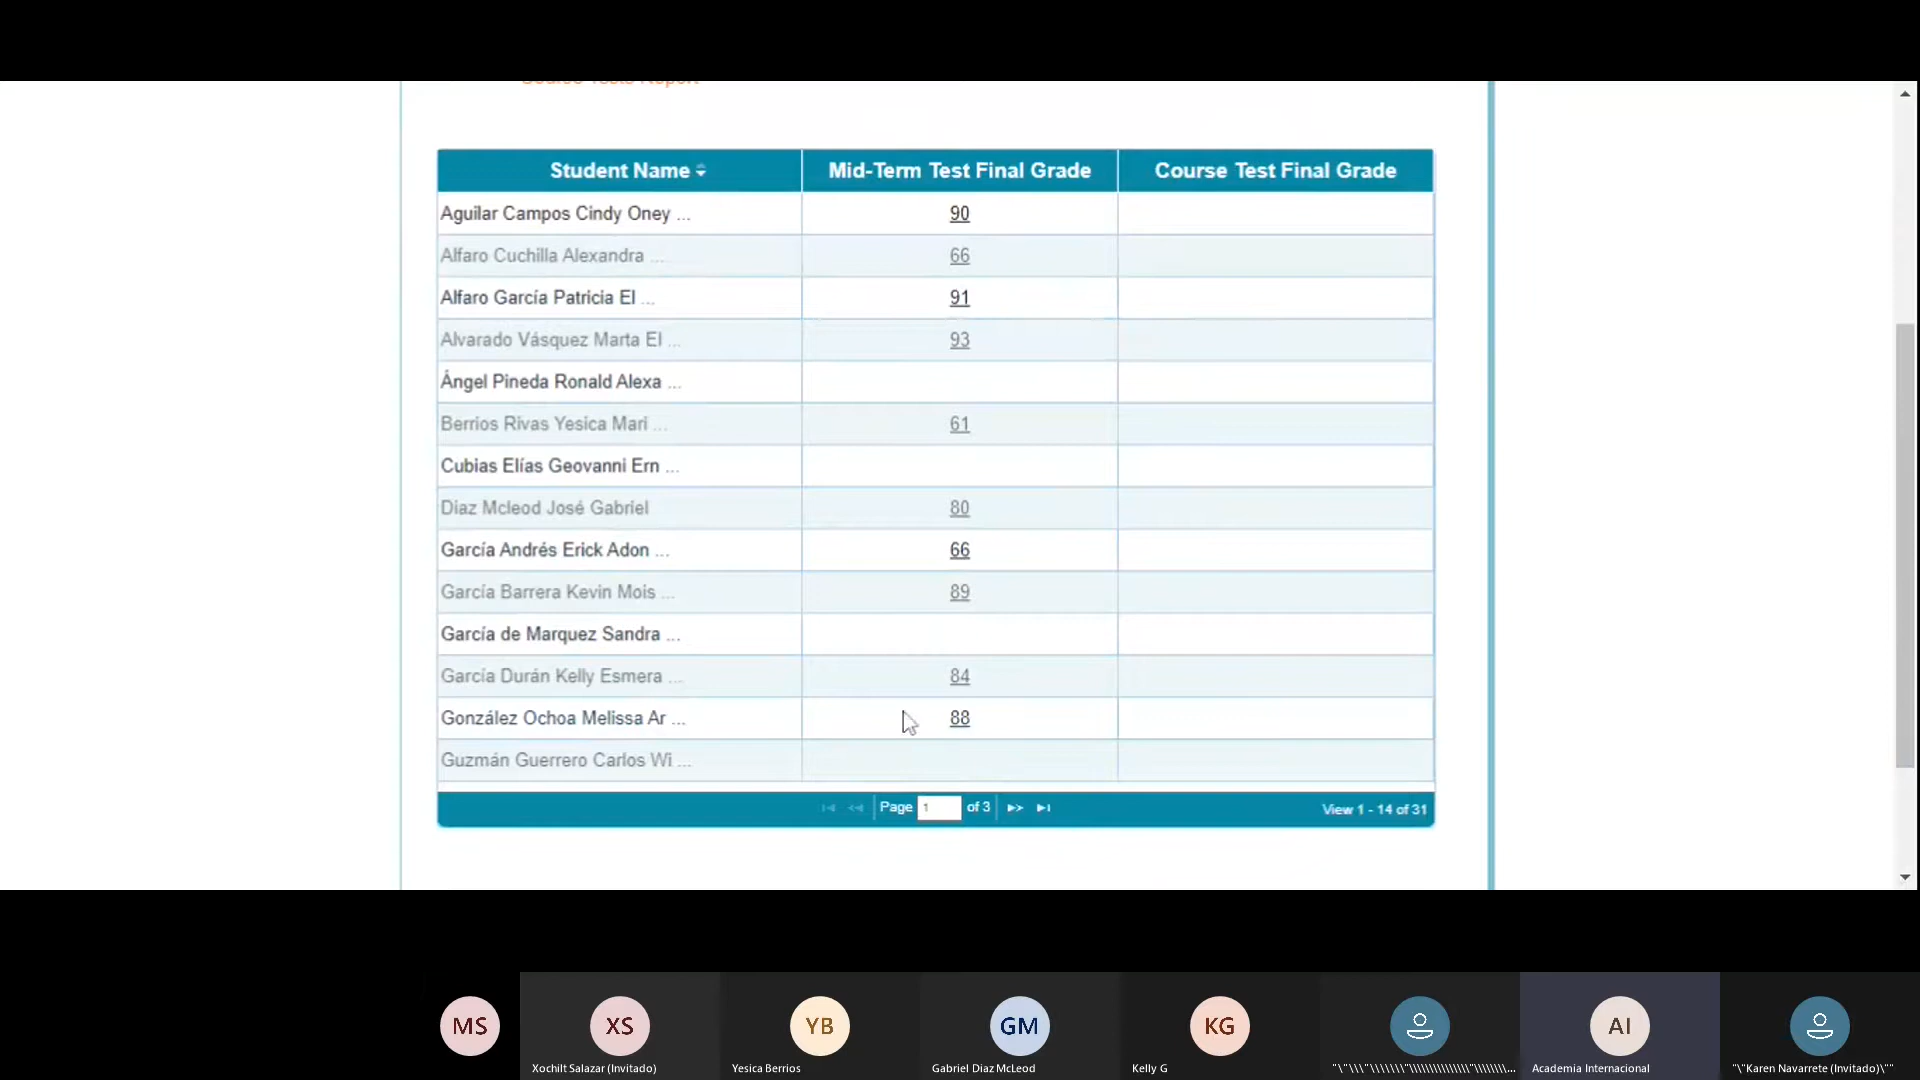 Course Tests Report
Student Name Mid-Term Test Final Grade Course Test Final Grade
Aguilar Campos Cindy Oney ... 90
Alfaro Cuchilla Alexandra ... 66
Alfaro García Patricia El ... 91
Alvarado Vásquez Marta El ... 93
Ángel Pineda Ronald Alexa ...
Berrios Rivas Yesica Mari ... 61
Cubias Elías Geovanni Ern ...
Diaz Mcleod José Gabriel 80
García Andrés Erick Adon ... 66
García Barrera Kevin Mois ... 89
García de Marquez Sandra ...
García Durán Kelly Esmera ... 84
González Ochoa Melissa Ar ... 88
Guzmán Guerrero Carlos Wi ...
Page 1 of 3 View 1 - 14 of 31
MS XS YB GM KG AI
Xochilt Salazar (Invitado) Yesica Berrios Gabriel Diaz McLeod Kelly G Academia Internacional "\"Karen Navarrete (Invitado)\""